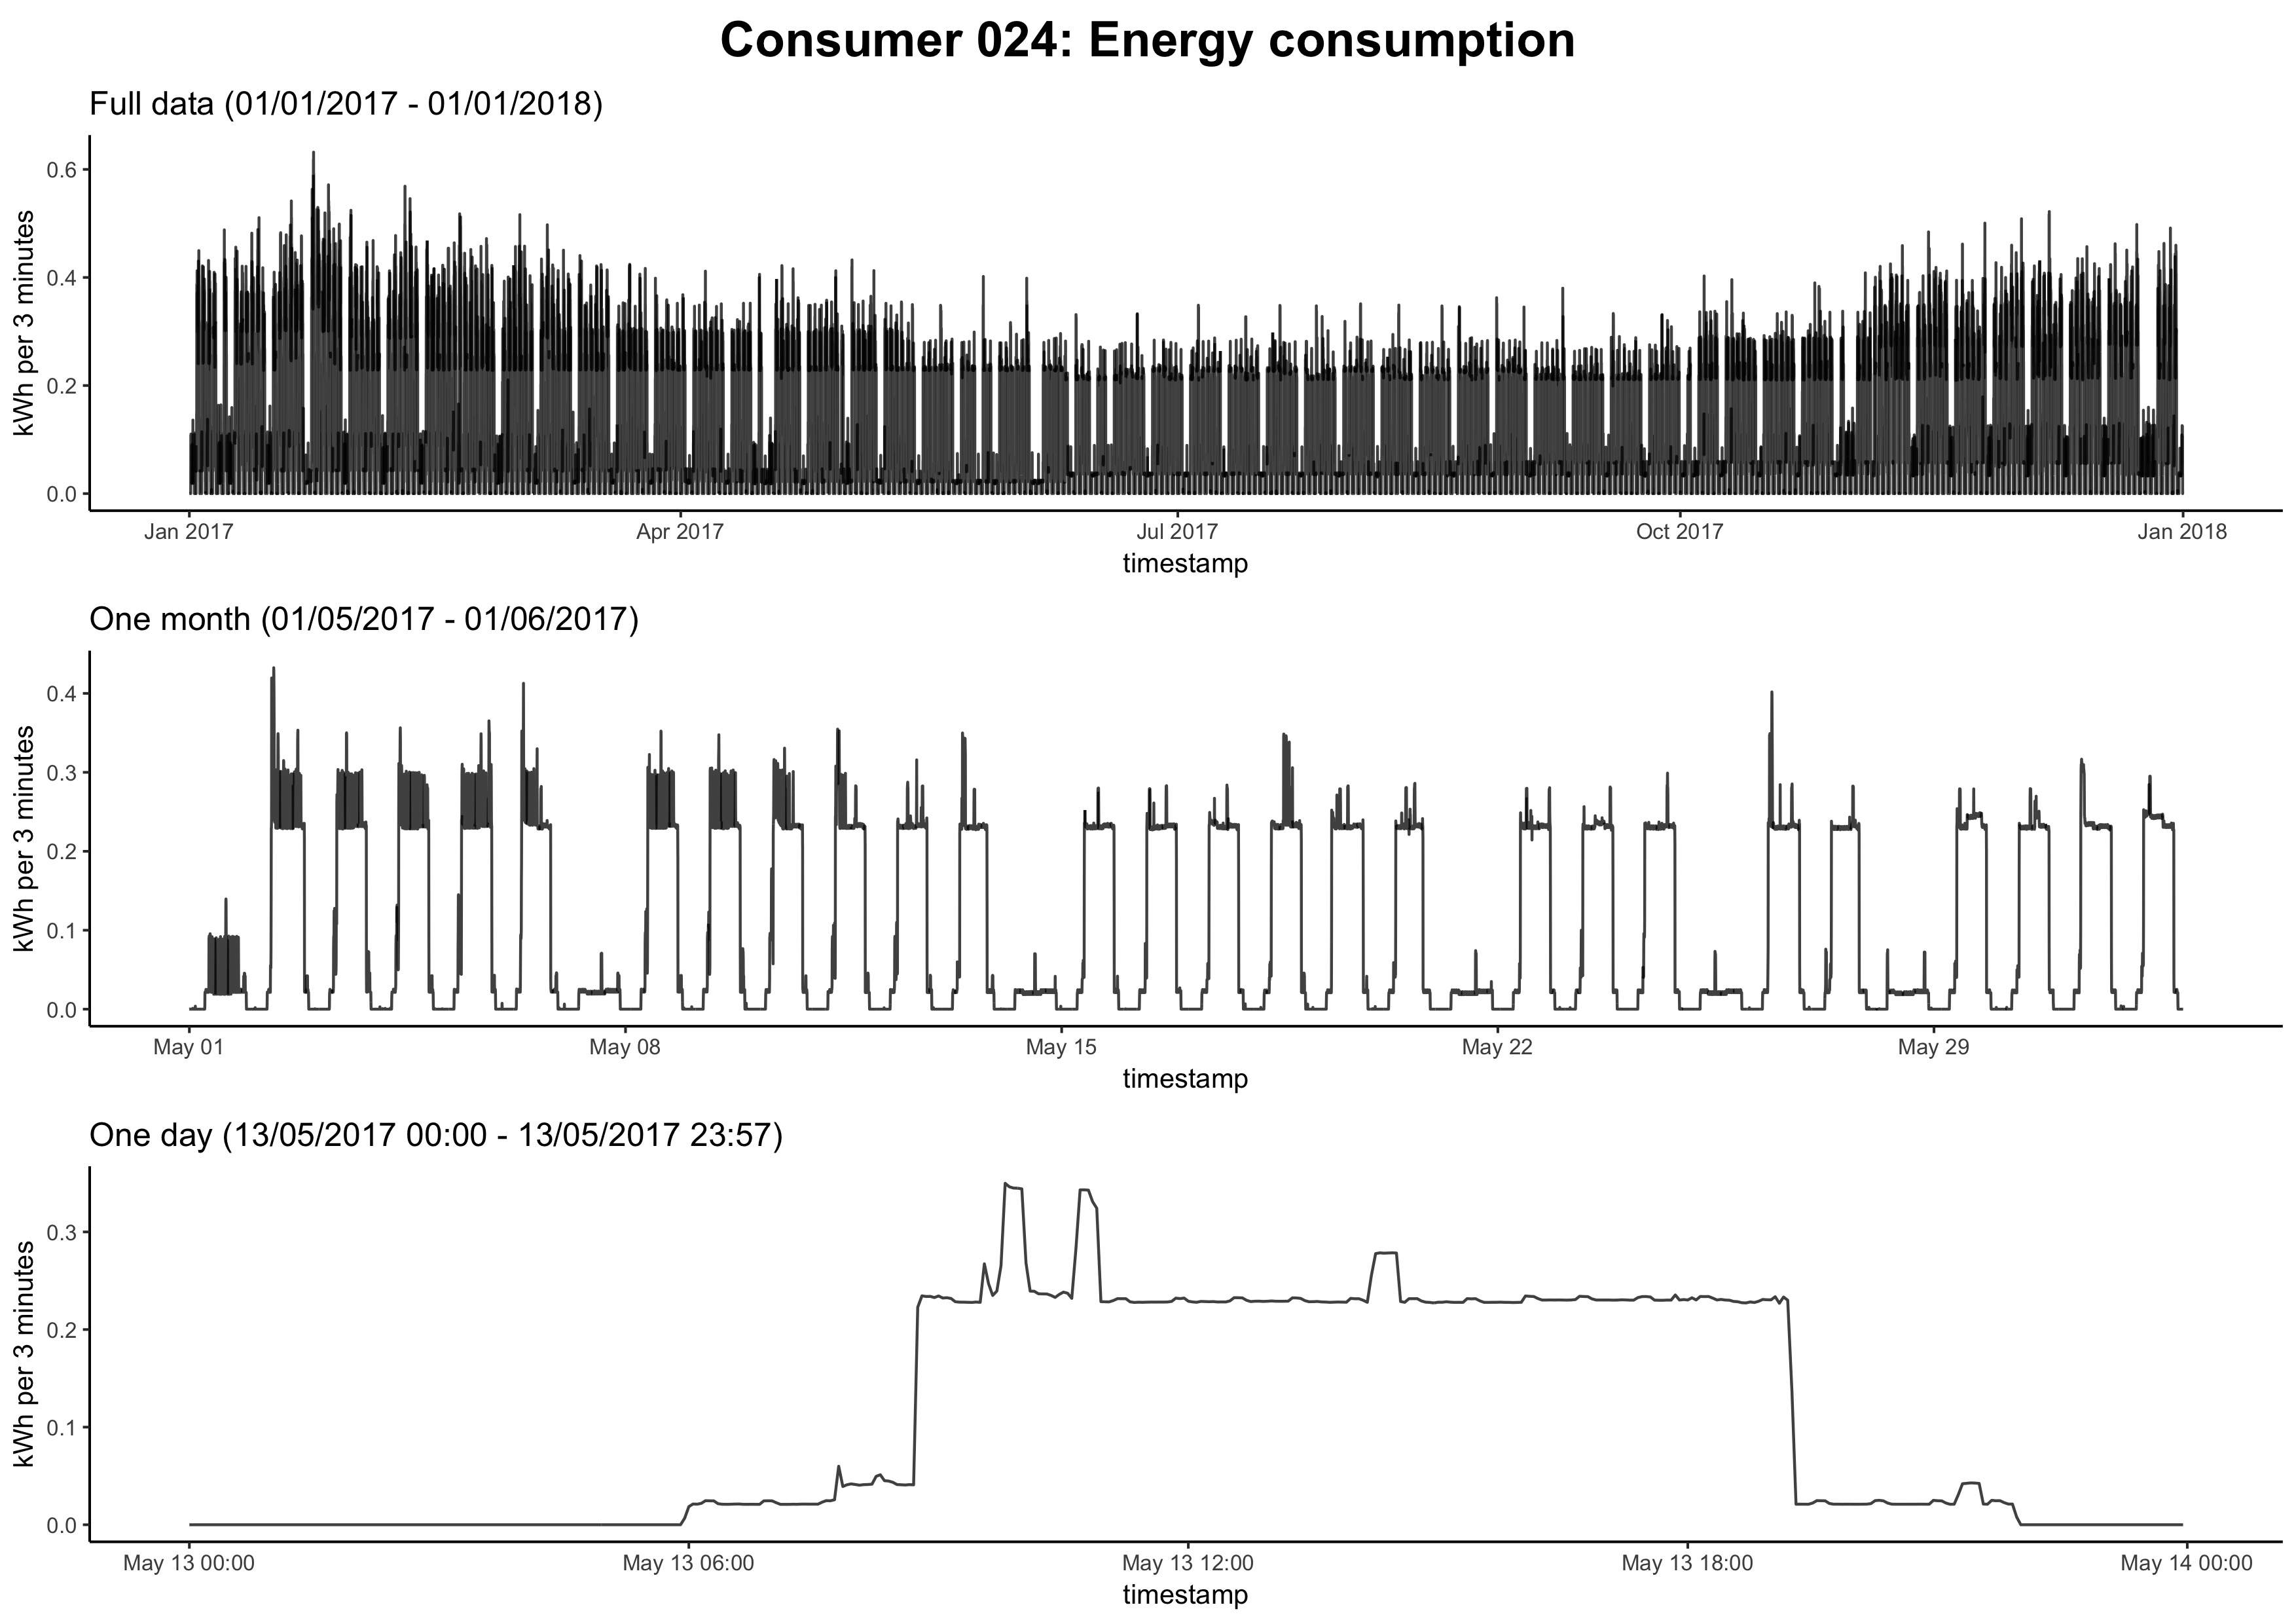 Consumer 024: Energy consumption
Full data (01/01/2017 - 01/01/2018)
kWh per 3 minutes
0.6
0.4
0.2
0.0
Jan 2017 Apr 2017 Jul 2017 Oct 2017 Jan 2018
timestamp
One month (01/05/2017 - 01/06/2017)
kWh per 3 minutes
0.4
0.3
0.2
0.1
0.0
May 01 May 08 May 15 May 22 May 29
timestamp
One day (13/05/2017 00:00 - 13/05/2017 23:57)
kWh per 3 minutes
0.3
0.2
0.1
0.0
May 13 00:00 May 13 06:00 May 13 12:00 May 13 18:00 May 14 00:00
timestamp